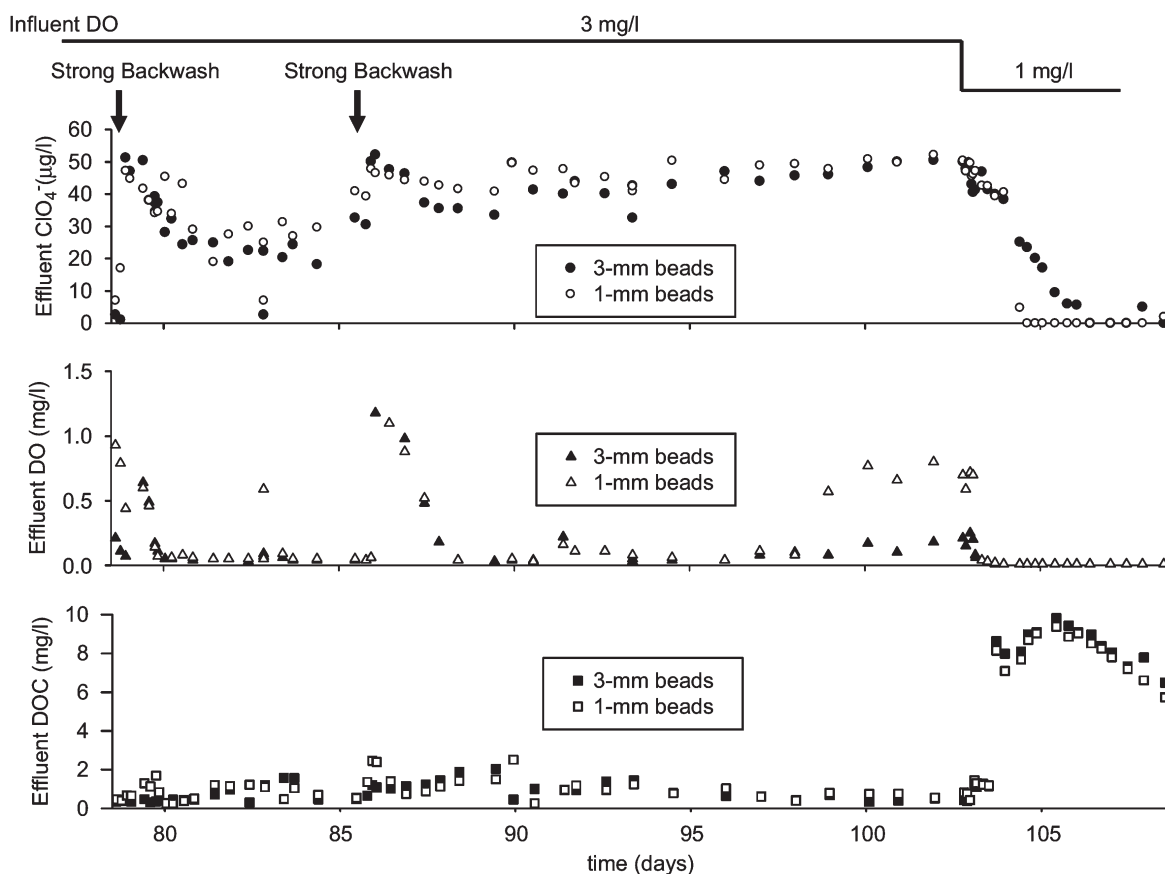 Influent DO
3 mg/l
1 mg/l
Strong Backwash
Strong Backwash
Effluent ClO₄⁻(µg/l)
60
50
40
30
20
10
0
3-mm beads
1-mm beads
Effluent DO (mg/l)
1.5
1.0
0.5
0.0
3-mm beads
1-mm beads
Effluent DOC (mg/l)
10
8
6
4
2
0
3-mm beads
1-mm beads
80 85 90 95 100 105
time (days)